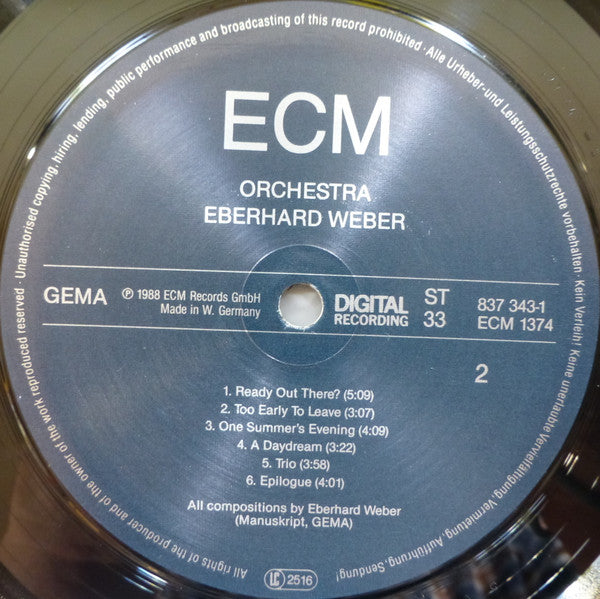 ECM
ORCHESTRA
EBERHARD WEBER
GEMA
℗ 1988 ECM Records GmbH
Made in W. Germany
DIGITAL
RECORDING
ST
33
837 343-1
ECM 1374
2
1. Ready Out There? (5:09)
2. Too Early To Leave (3:07)
3. One Summer's Evening (4:09)
4. A Daydream (3:22)
5. Trio (3:58)
6. Epilogue (4:01)
All compositions by Eberhard Weber
(Manuskript, GEMA)
LC 2516
All rights of the producer and of the owner of the work reproduced reserved · Unauthorised copying, hiring, lending, public performance and broadcasting of this record prohibited · Alle Urheber- und Leistungsschutzrechte vorbehalten · Kein Verleih! Keine unerlaubte Vervielfältigung, Vermietung, Aufführung, Sendung!